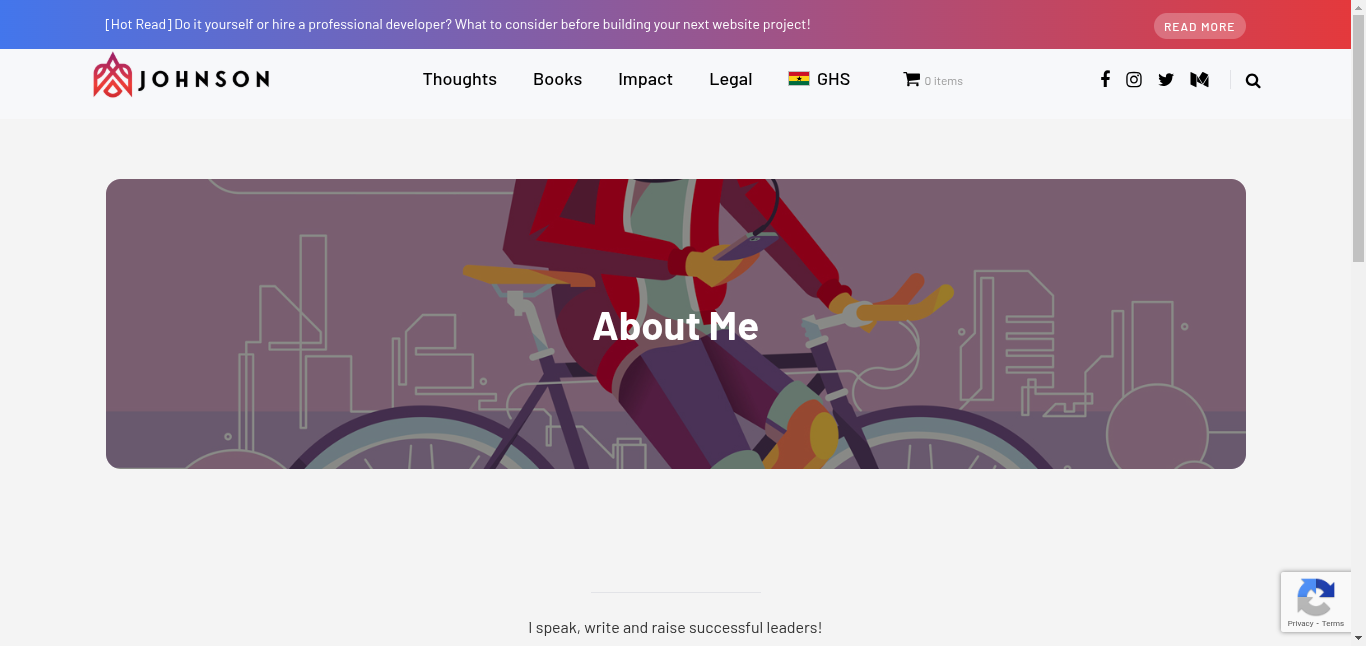 [Hot Read] Do it yourself or hire a professional developer? What to consider before building your next website project!
READ MORE
JOHNSON
Thoughts
Books
Impact
Legal
GHS
0 items
About Me
I speak, write and raise successful leaders!
Privacy - Terms